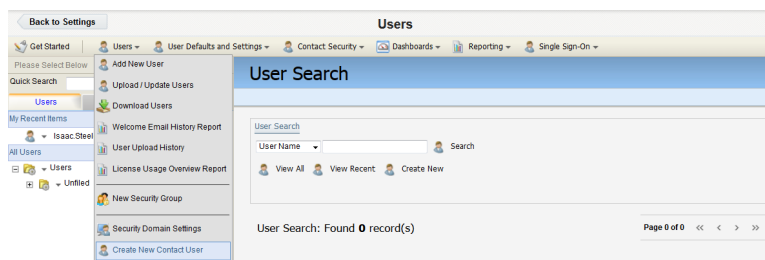 Back to Settings
Users
Get Started
Users
User Defaults and Settings
Contact Security
Dashboards
Reporting
Single Sign-On
Please Select Below
Quick Search
Users
My Recent Items
Isaac.Steel
All Users
Users
Unfiled
Add New User
Upload / Update Users
Download Users
Welcome Email History Report
User Upload History
License Usage Overview Report
New Security Group
Security Domain Settings
Create New Contact User
User Search
User Search
User Name
Search
View All
View Recent
Create New
User Search: Found 0 record(s)
Page 0 of 0 << < > >>